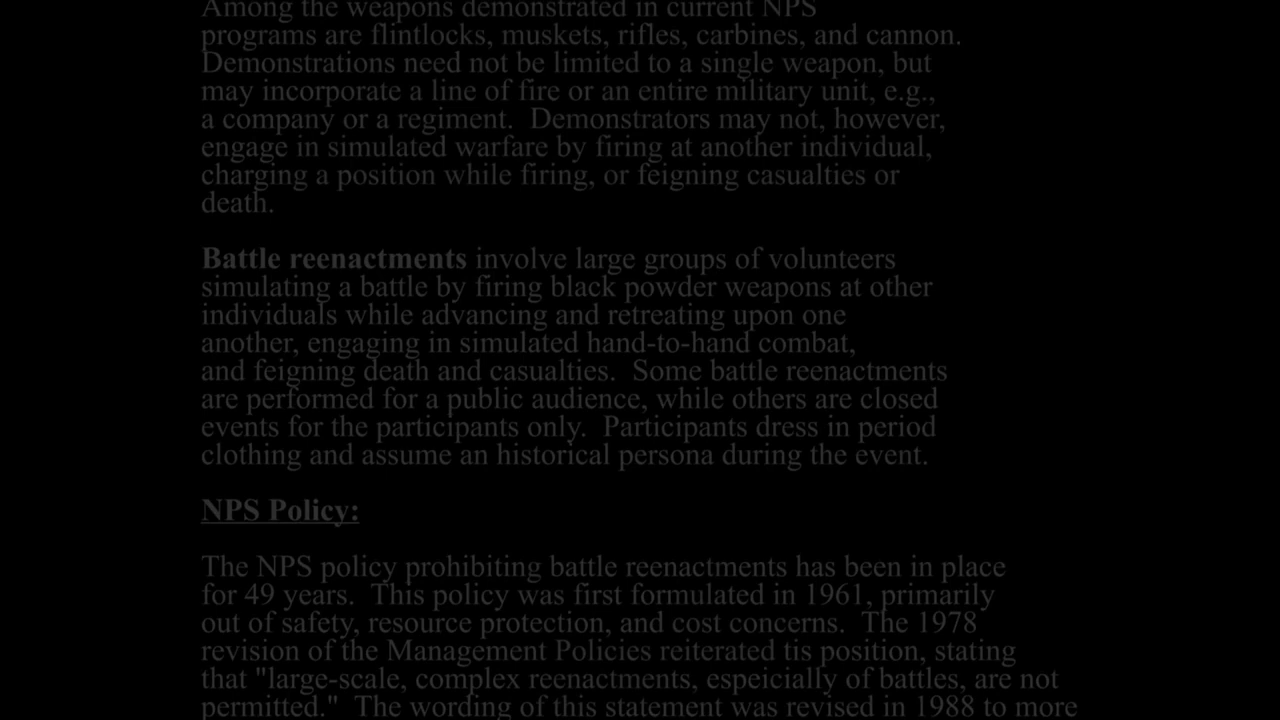 Among the weapons demonstrated in current NPS
programs are flintlocks, muskets, rifles, carbines, and cannon.
Demonstrations need not be limited to a single weapon, but
may incorporate a line of fire or an entire military unit, e.g.,
a company or a regiment.  Demonstrators may not, however,
engage in simulated warfare by firing at another individual,
charging a position while firing, or feigning casualties or
death.
Battle reenactments involve large groups of volunteers
simulating a battle by firing black powder weapons at other
individuals while advancing and retreating upon one
another, engaging in simulated hand-to-hand combat,
and feigning death and casualties.  Some battle reenactments
are performed for a public audience, while others are closed
events for the participants only.  Participants dress in period
clothing and assume an historical persona during the event.
NPS Policy:
The NPS policy prohibiting battle reenactments has been in place
for 49 years.  This policy was first formulated in 1961, primarily
out of safety, resource protection, and cost concerns.  The 1978
revision of the Management Policies reiterated tis position, stating
that "large-scale, complex reenactments, espeicially of battles, are not
permitted."  The wording of this statement was revised in 1988 to more